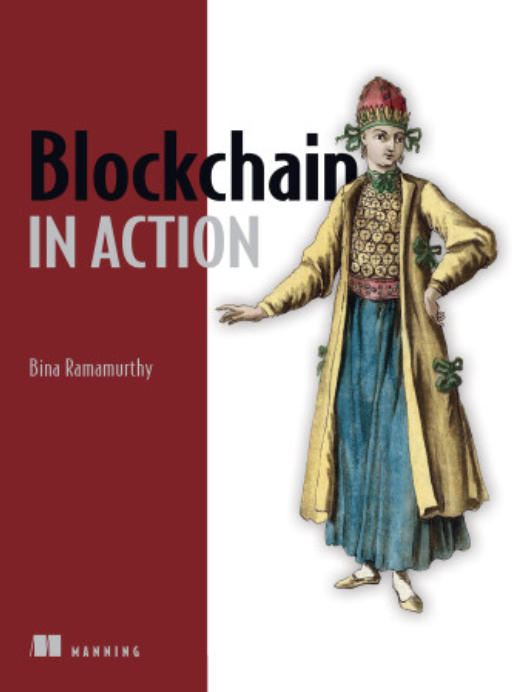 Blockchain
IN ACTION
Bina Ramamurthy
MANNING